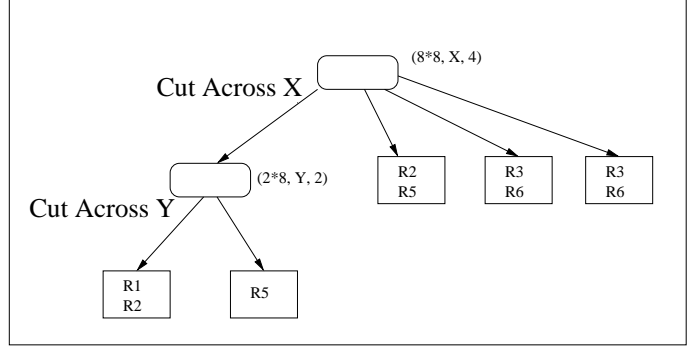 (8*8, X, 4)
Cut Across X
(2*8, Y, 2)
R2
R5
R3
R6
R3
R6
Cut Across Y
R1
R2
R5